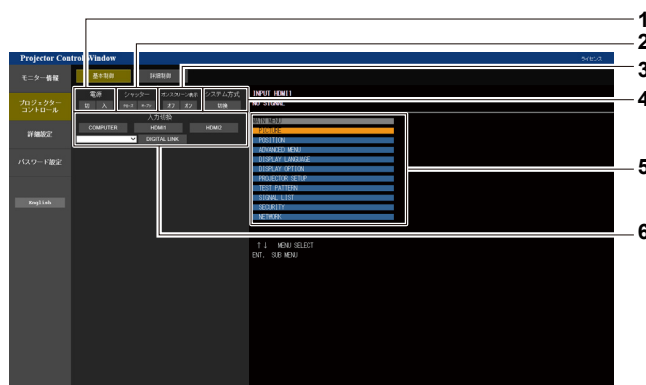 1
2
3
4
5
6
Projector Control Window
ライセンス
モニター情報
プロジェクター
コントロール
詳細設定
パスワード設定
English
基本制御
詳細制御
電源
シャッター
オンスクリーン表示
システム方式
切 入
クローズ オープン
オフ オン
切換
入力切換
COMPUTER HDMI1 HDMI2
DIGITAL LINK
INPUT HDMI1
NO SIGNAL
MAIN MENU
PICTURE
POSITION
ADVANCED MENU
DISPLAY LANGUAGE
DISPLAY OPTION
PROJECTOR SETUP
TEST PATTERN
SIGNAL LIST
SECURITY
NETWORK
↑↓ MENU SELECT
ENT. SUB MENU